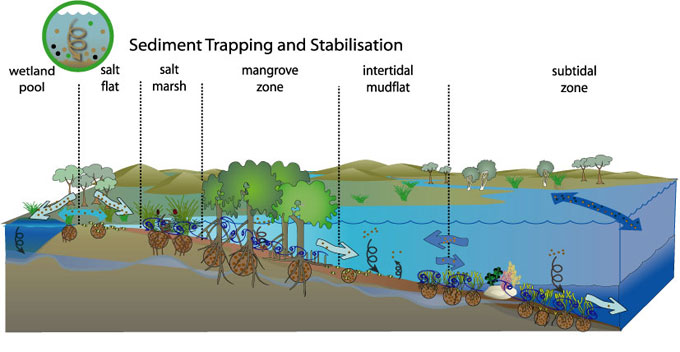 Sediment Trapping and Stabilisation
wetland
pool
salt
flat
salt
marsh
mangrove
zone
intertidal
mudflat
subtidal
zone